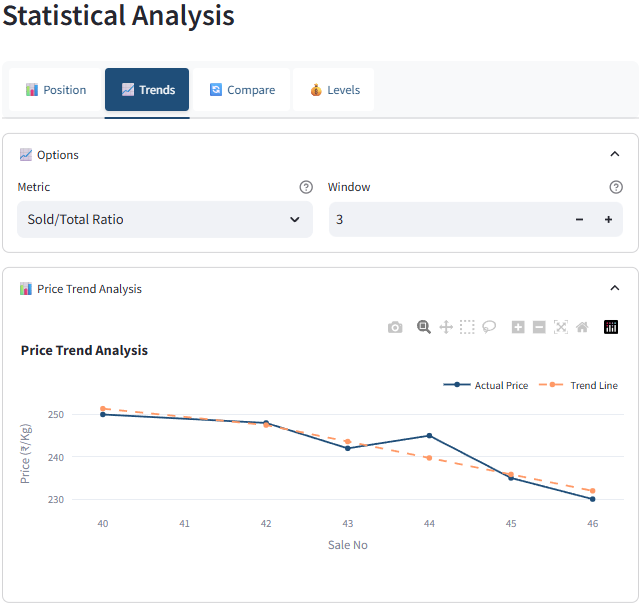 Statistical Analysis
Position
Trends
Compare
Levels
Options
Metric
Window
Sold/Total Ratio
3
Price Trend Analysis
Price Trend Analysis
Actual Price
Trend Line
Price (₹/Kg)
250
240
230
40 41 42 43 44 45 46
Sale No